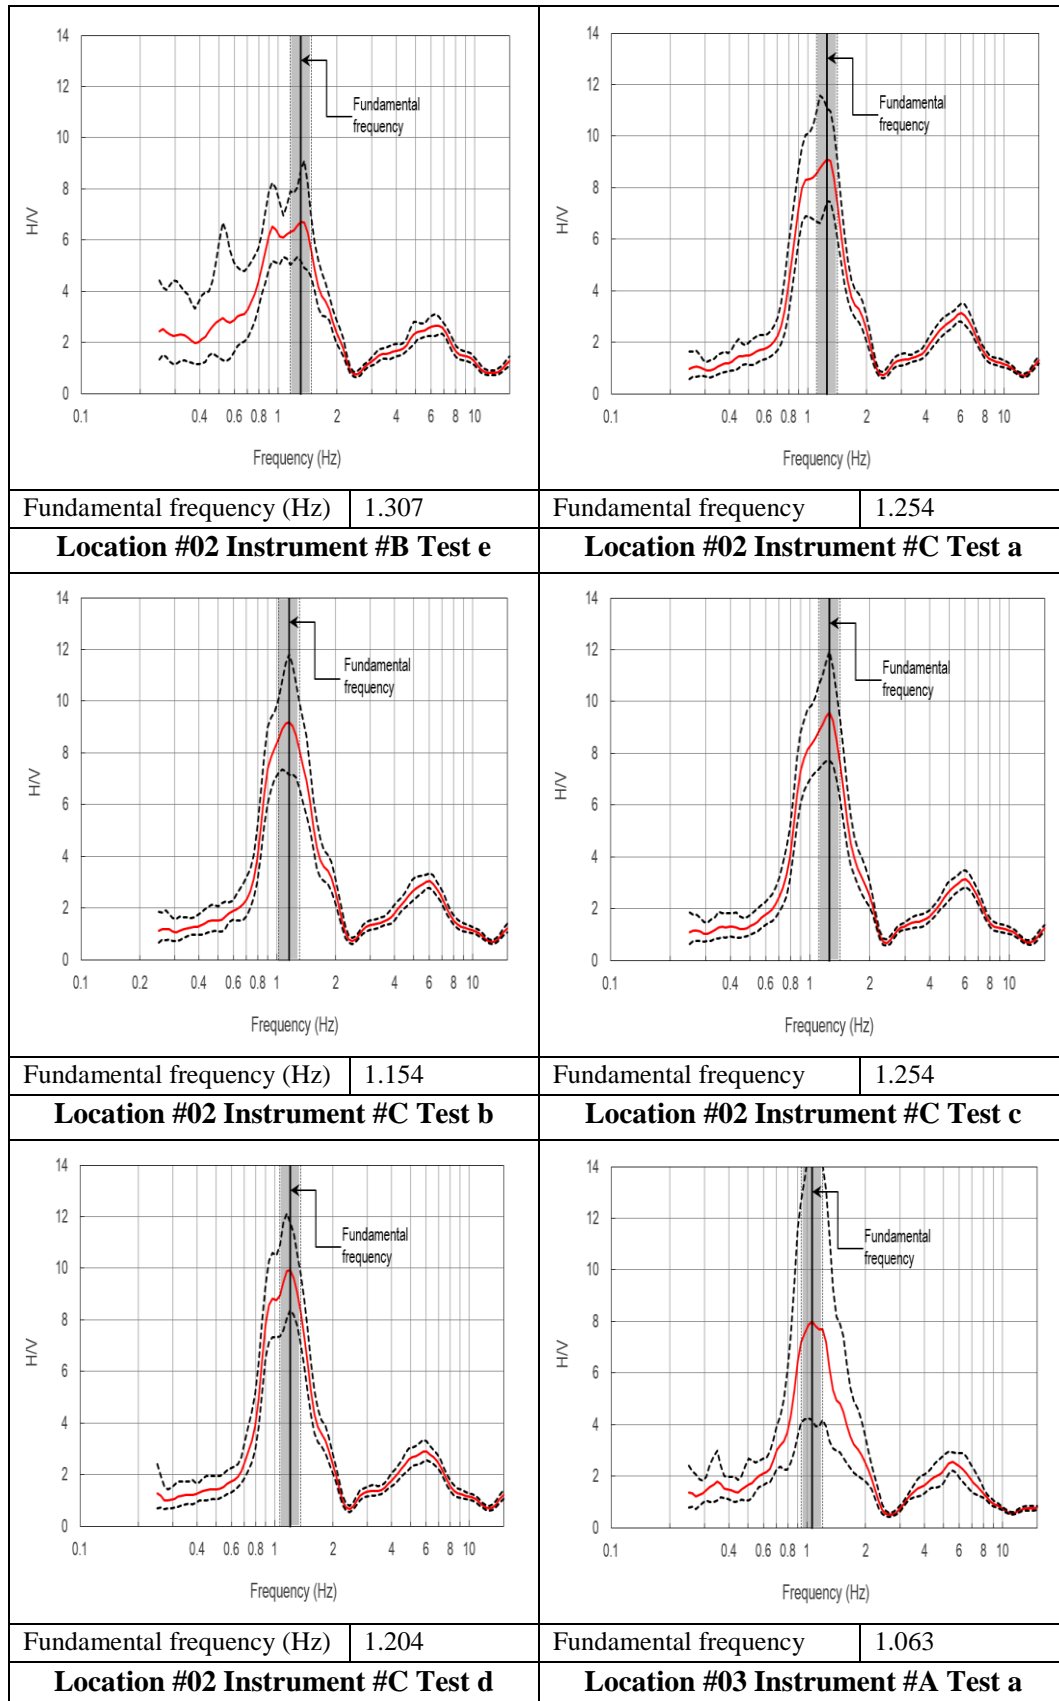 14
12
10
8
6
4
2
0
H/V
Fundamental
frequency
0.1 0.4 0.6 0.8 1 2 4 6 8 10
Frequency (Hz)
14
12
10
8
6
4
2
0
H/V
Fundamental
frequency
0.1 0.4 0.6 0.8 1 2 4 6 8 10
Frequency (Hz)
Fundamental frequency (Hz) 1.307
Fundamental frequency 1.254
Location #02 Instrument #B Test e
Location #02 Instrument #C Test a
14
12
10
8
6
4
2
0
H/V
Fundamental
frequency
0.1 0.2 0.4 0.6 0.8 1 2 4 6 8 10
Frequency (Hz)
14
12
10
8
6
4
2
0
H/V
Fundamental
frequency
0.1 0.4 0.6 0.8 1 2 4 6 8 10
Frequency (Hz)
Fundamental frequency (Hz) 1.154
Fundamental frequency 1.254
Location #02 Instrument #C Test b
Location #02 Instrument #C Test c
14
12
10
8
6
4
2
0
H/V
Fundamental
frequency
0.1 0.4 0.6 0.8 1 2 4 6 8 10
Frequency (Hz)
14
12
10
8
6
4
2
0
H/V
Fundamental
frequency
0.1 0.4 0.6 0.8 1 2 4 6 8 10
Frequency (Hz)
Fundamental frequency (Hz) 1.204
Fundamental frequency 1.063
Location #02 Instrument #C Test d
Location #03 Instrument #A Test a